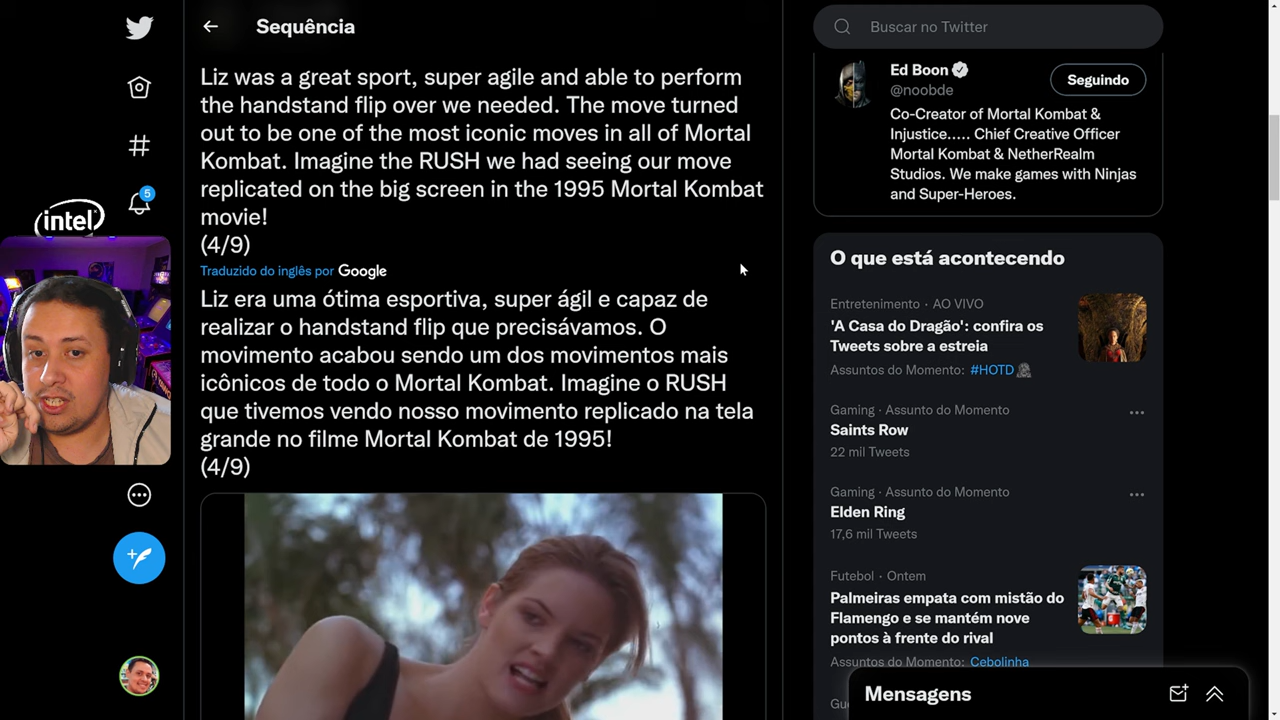 Sequência
Liz was a great sport, super agile and able to perform
the handstand flip over we needed. The move turned
out to be one of the most iconic moves in all of Mortal
Kombat. Imagine the RUSH we had seeing our move
replicated on the big screen in the 1995 Mortal Kombat
movie!
(4/9)
Traduzido do inglês por Google
Liz era uma ótima esportiva, super ágil e capaz de
realizar o handstand flip que precisávamos. O
movimento acabou sendo um dos movimentos mais
icônicos de todo o Mortal Kombat. Imagine o RUSH
que tivemos vendo nosso movimento replicado na tela
grande no filme Mortal Kombat de 1995!
(4/9)
5
intel
Buscar no Twitter
Ed Boon
@noobde
Seguindo
Co-Creator of Mortal Kombat &
Injustice..... Chief Creative Officer
Mortal Kombat & NetherRealm
Studios. We make games with Ninjas
and Super-Heroes.
O que está acontecendo
Entretenimento · AO VIVO
'A Casa do Dragão': confira os
Tweets sobre a estreia
Assuntos do Momento: #HOTD
Gaming · Assunto do Momento
Saints Row
22 mil Tweets
Gaming · Assunto do Momento
Elden Ring
17,6 mil Tweets
Futebol · Ontem
Palmeiras empata com missão do
Flamengo e se mantém nove
pontos à frente do rival
Assuntos do Momento: Cebolinha
Mensagens